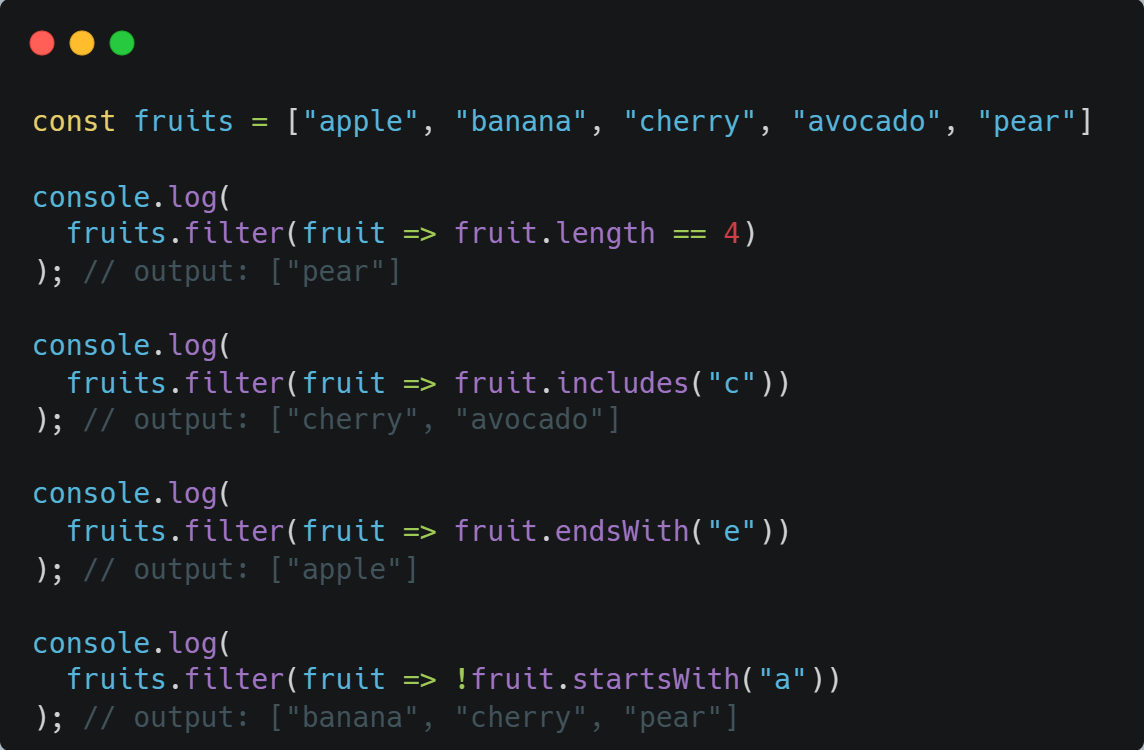 const fruits = ["apple", "banana", "cherry", "avocado", "pear"]

console.log(
  fruits.filter(fruit => fruit.length == 4)
); // output: ["pear"]

console.log(
  fruits.filter(fruit => fruit.includes("c"))
); // output: ["cherry", "avocado"]

console.log(
  fruits.filter(fruit => fruit.endsWith("e"))
); // output: ["apple"]

console.log(
  fruits.filter(fruit => !fruit.startsWith("a"))
); // output: ["banana", "cherry", "pear"]